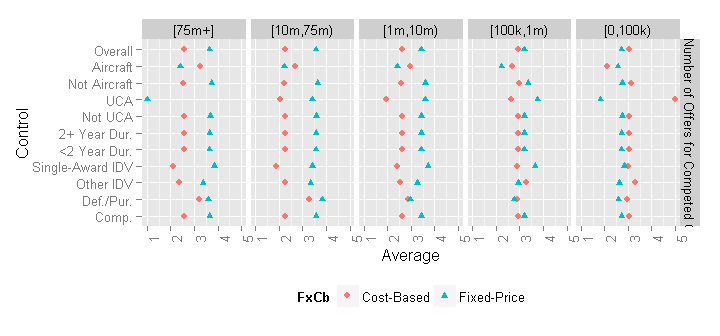 [75m+] [10m,75m) [1m,10m) [100k,1m) [0,100k)
Overall
Aircraft
Not Aircraft
UCA
Not UCA
2+ Year Dur.
<2 Year Dur.
Single-Award IDV
Other IDV
Def./Pur.
Comp.
Control
Number of Offers for Competed
1 2 3 4 5 1 2 3 4 5 1 2 3 4 5 1 2 3 4 5 1 2 3 4 5
Average
FxCb Cost-Based Fixed-Price